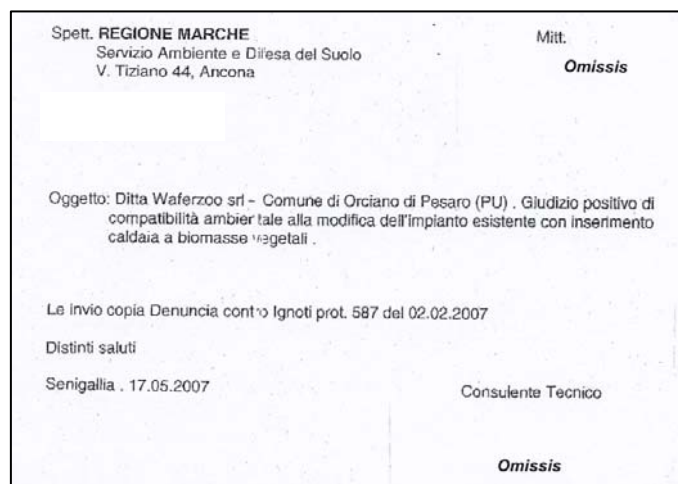 Spett. REGIONE MARCHE
Servizio Ambiente e Difesa del Suolo
V. Tiziano 44, Ancona
Mitt.
Omissis
Oggetto: Ditta Waferzoo srl – Comune di Orciano di Pesaro (PU) . Giudizio positivo di
compatibilità ambientale alla modifica dell'impianto esistente con inserimento
caldaia a biomasse vegetali .
Le invio copia Denuncia contro Ignoti prot. 587 del 02.02.2007
Distinti saluti
Senigallia . 17.05.2007
Consulente Tecnico
Omissis